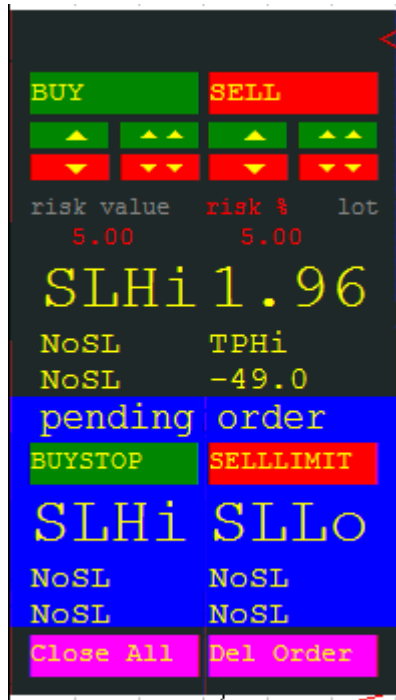 BUY SELL
risk value risk % lot
5.00 5.00
SLHi 1.96
NoSL TPHi
NoSL -49.0
pending order
BUYSTOP SELLLIMIT
SLHi SLLo
NoSL NoSL
NoSL NoSL
Close All Del Order